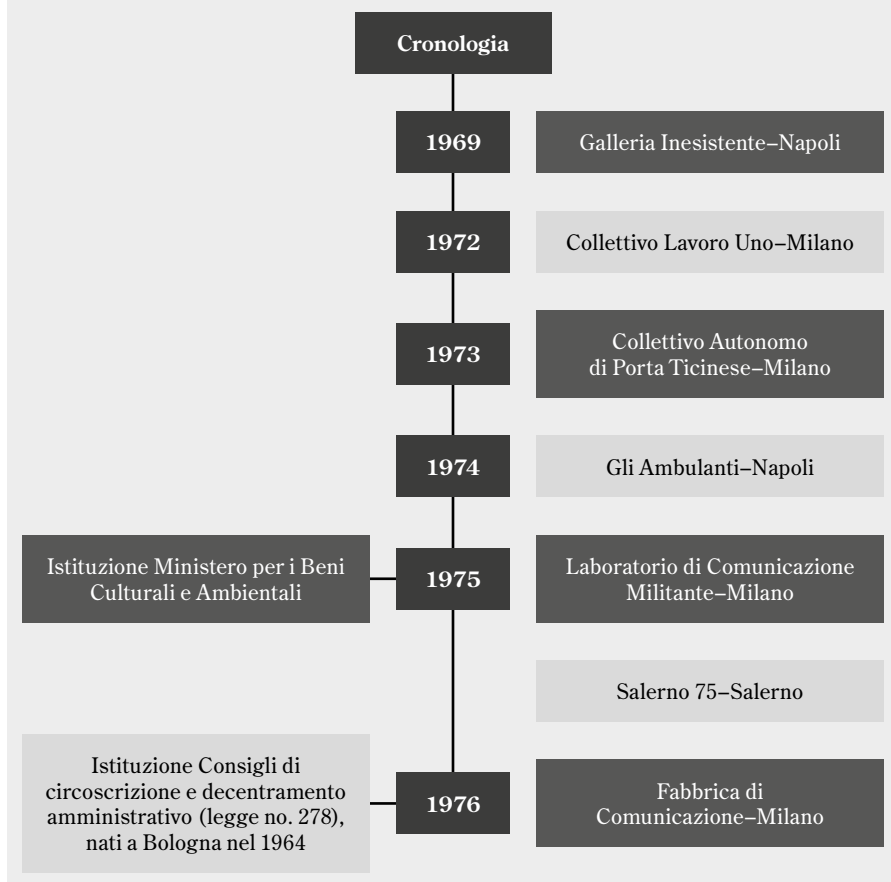 Cronologia
1969
Galleria Inesistente–Napoli
1972
Collettivo Lavoro Uno–Milano
1973
Collettivo Autonomo
di Porta Ticinese–Milano
1974
Gli Ambulanti–Napoli
Istituzione Ministero per i Beni
Culturali e Ambientali
1975
Laboratorio di Comunicazione
Militante–Milano
Salerno 75–Salerno
Istituzione Consigli di
circoscrizione e decentramento
amministrativo (legge no. 278),
nati a Bologna nel 1964
1976
Fabbrica di
Comunicazione–Milano